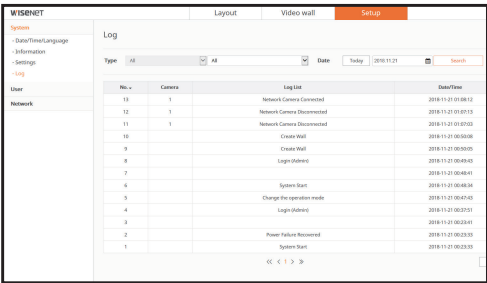 WISENET Layout Video wall Setup
System
- Date/Time/Language
- Information
- Settings
- Log
User
Network
Log
Type All All Date Today 2018.11.21 Search
No. Camera Log List Date/Time
13 1 Network Camera Connected 2018-11-21 01:08:12
12 1 Network Camera Disconnected 2018-11-21 01:07:13
11 1 Network Camera Disconnected 2018-11-21 01:07:03
10 Create Wall 2018-11-21 00:50:08
9 Create Wall 2018-11-21 00:50:05
8 Login (Admin) 2018-11-21 00:49:43
7 2018-11-21 00:48:41
6 System Start 2018-11-21 00:48:34
5 Change the operation mode 2018-11-21 00:47:43
4 Login (Admin) 2018-11-21 00:37:51
3 2018-11-21 00:23:41
2 Power Failure Recovered 2018-11-21 00:23:33
1 System Start 2018-11-21 00:23:33
« < 1 > »